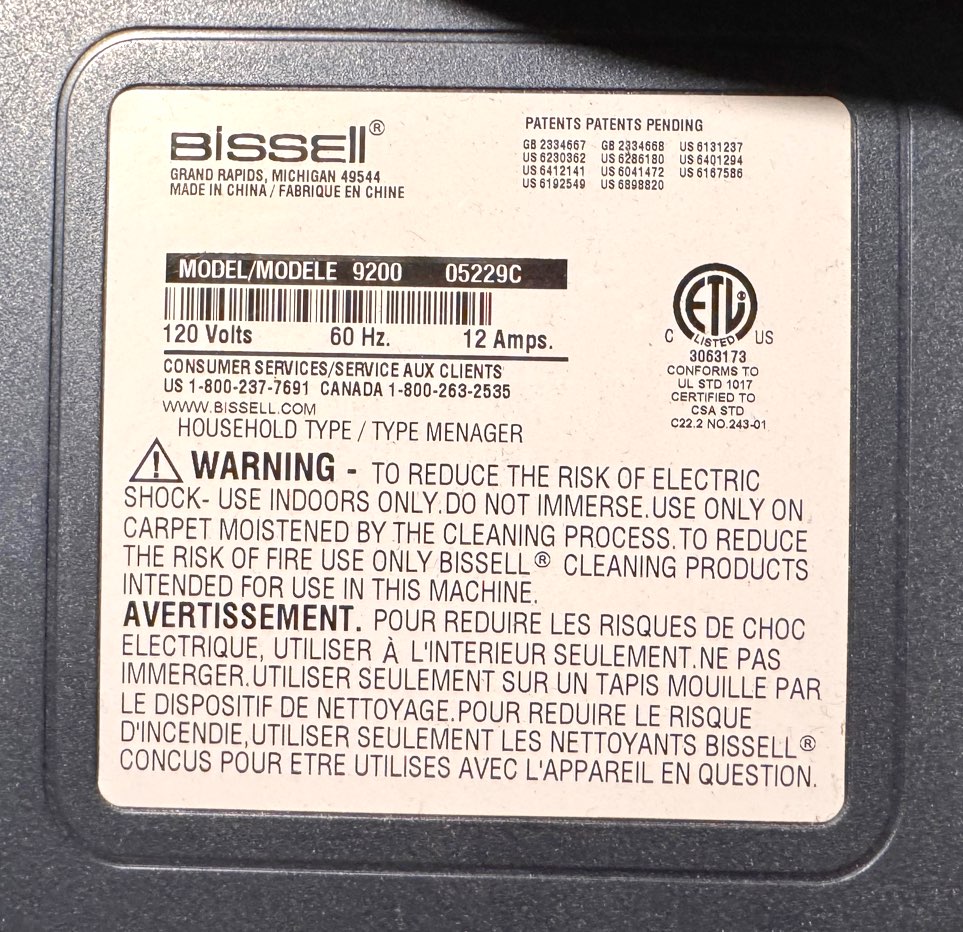 BISSELL®
GRAND RAPIDS, MICHIGAN 49544
MADE IN CHINA / FABRIQUE EN CHINE
PATENTS PATENTS PENDING
GB 2334667 GB 2334668 US 6131237
US 6230362 US 6286180 US 6401294
US 6412141 US 6041472 US 6167586
US 6192549 US 6898820
MODEL/MODELE 9200 05229C
120 Volts 60 Hz. 12 Amps.
CONSUMER SERVICES/SERVICE AUX CLIENTS
US 1-800-237-7691 CANADA 1-800-263-2535
WWW.BISSELL.COM
HOUSEHOLD TYPE / TYPE MENAGER
ETL®
C LISTED US
3063173
CONFORMS TO
UL STD 1017
CERTIFIED TO
CSA STD
C22.2 NO.243-01
WARNING - TO REDUCE THE RISK OF ELECTRIC
SHOCK- USE INDOORS ONLY.DO NOT IMMERSE.USE ONLY ON
CARPET MOISTENED BY THE CLEANING PROCESS.TO REDUCE
THE RISK OF FIRE USE ONLY BISSELL® CLEANING PRODUCTS
INTENDED FOR USE IN THIS MACHINE.
AVERTISSEMENT. POUR REDUIRE LES RISQUES DE CHOC
ELECTRIQUE, UTILISER À L'INTERIEUR SEULEMENT.NE PAS
IMMERGER.UTILISER SEULEMENT SUR UN TAPIS MOUILLE PAR
LE DISPOSITIF DE NETTOYAGE.POUR REDUIRE LE RISQUE
D'INCENDIE,UTILISER SEULEMENT LES NETTOYANTS BISSELL®
CONCUS POUR ETRE UTILISES AVEC L'APPAREIL EN QUESTION.